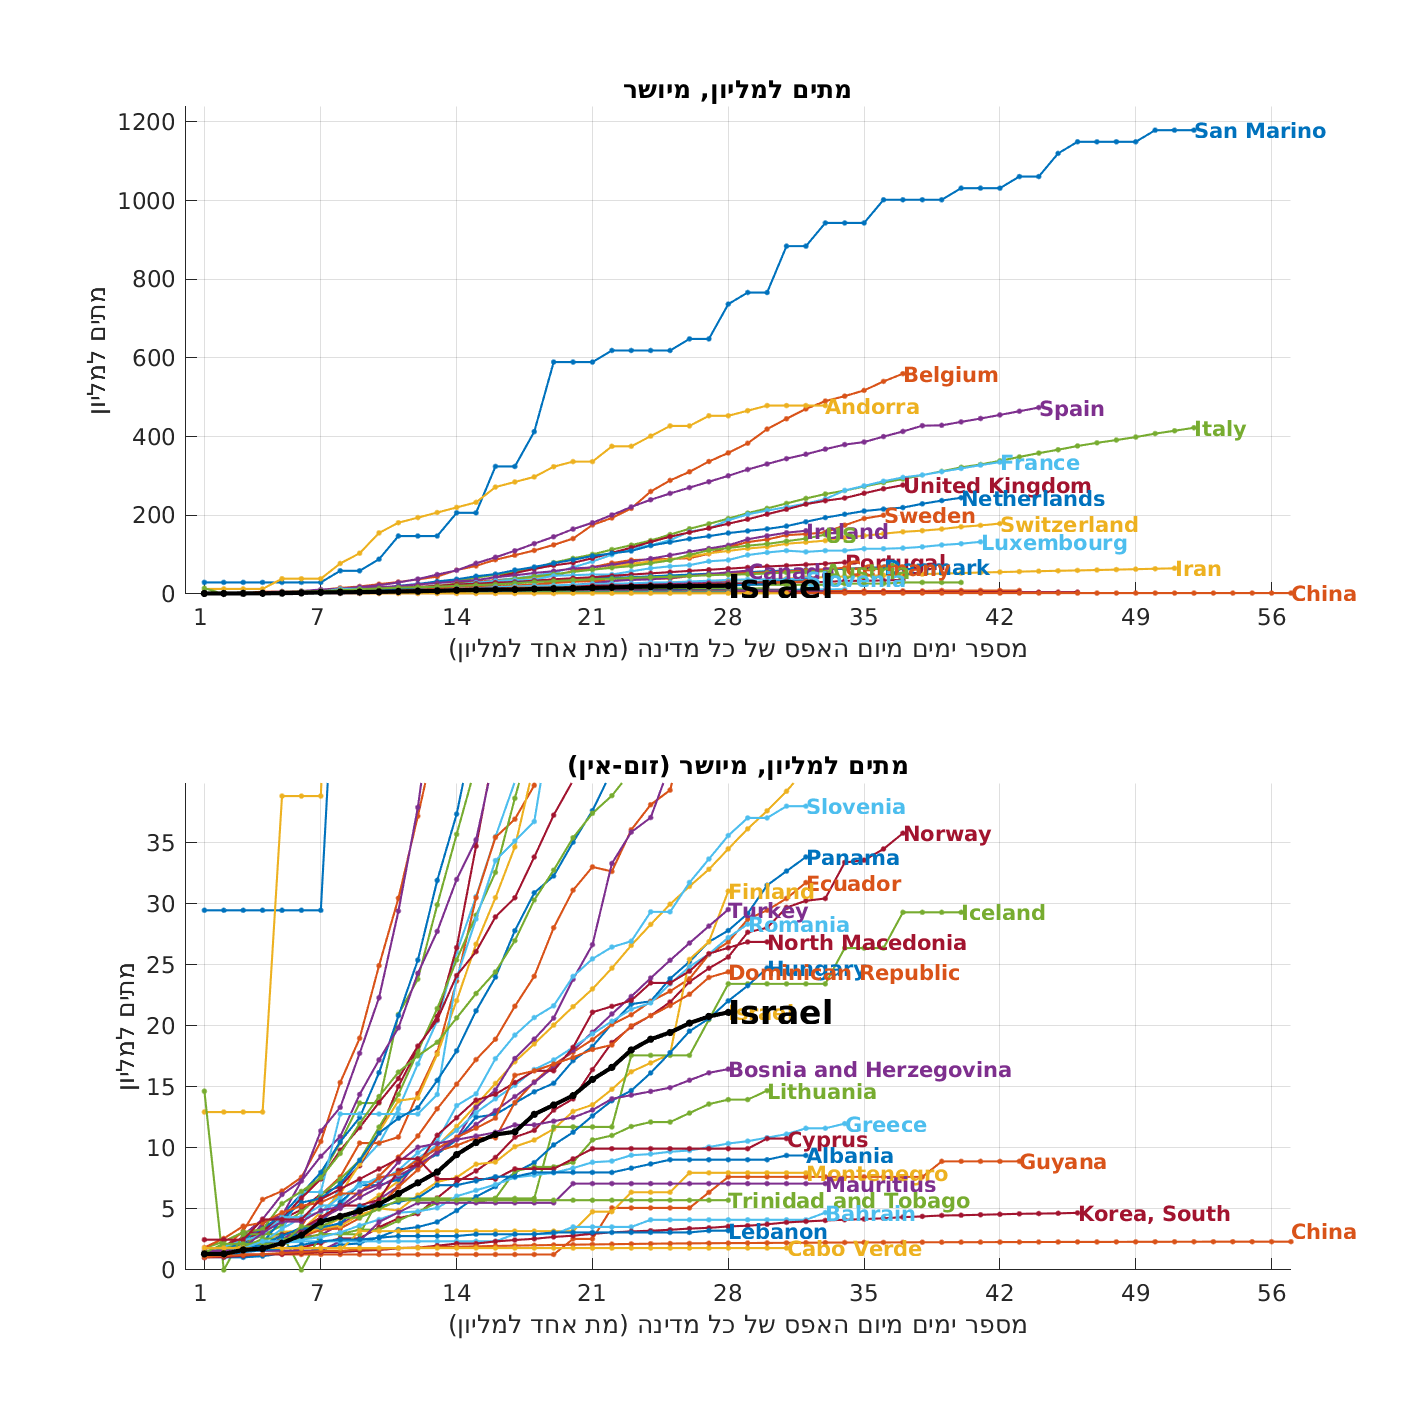 מתים למליון, מיושר
מתים למליון
1200
1000
800
600
400
200
0
San Marino
Belgium
Andorra
Spain
Italy
France
United Kingdom
Netherlands
Sweden
Switzerland
Ireland
US
Luxembourg
Portugal
Denmark
Iran
Israel
China
1 7 14 21 28 35 42 49 56
מספר ימים מיום האפס של כל מדינה (מת אחד למליון)
מתים למליון, מיושר (זום-אין)
מתים למליון
35
30
25
20
15
10
5
0
Slovenia
Norway
Panama
Ecuador
Finland
Turkey
Iceland
Romania
North Macedonia
Hungary
Dominican Republic
Israel
Bosnia and Herzegovina
Lithuania
Greece
Cyprus
Albania
Guyana
Montenegro
Mauritius
Trinidad and Tobago
Bahrain
Korea, South
Lebanon
China
Cabo Verde
1 7 14 21 28 35 42 49 56
מספר ימים מיום האפס של כל מדינה (מת אחד למליון)